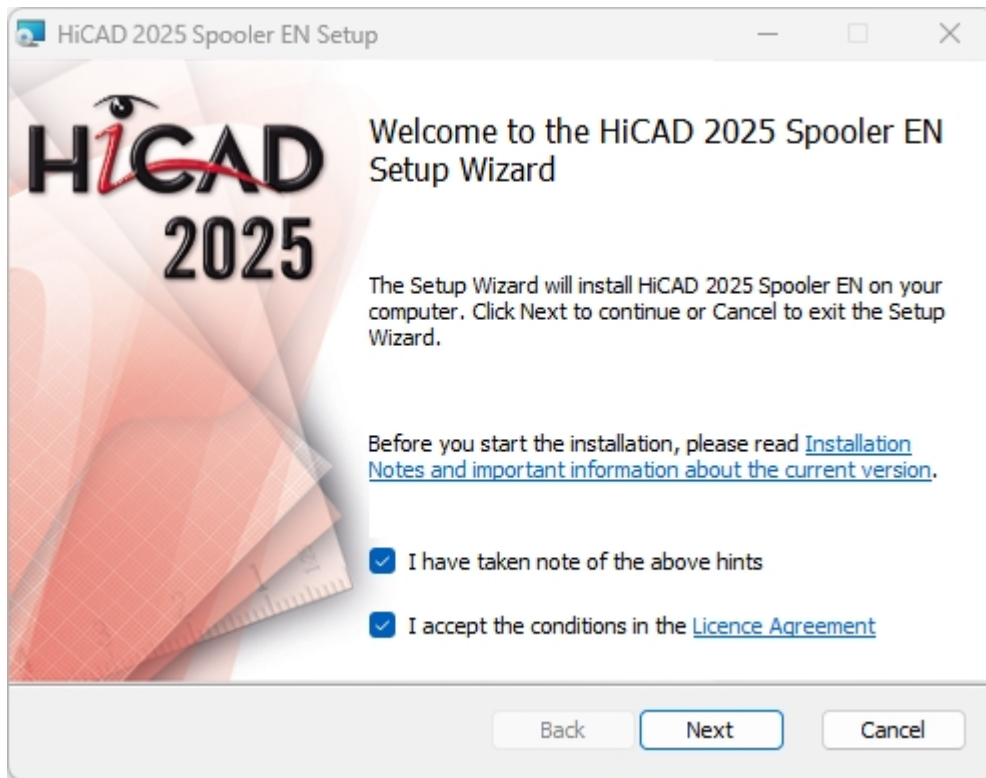 HiCAD 2025 Spooler EN Setup
HiCAD
2025
Welcome to the HiCAD 2025 Spooler EN
Setup Wizard
The Setup Wizard will install HiCAD 2025 Spooler EN on your
computer. Click Next to continue or Cancel to exit the Setup
Wizard.
Before you start the installation, please read Installation
Notes and important information about the current version.
I have taken note of the above hints
I accept the conditions in the Licence Agreement
Back
Next
Cancel